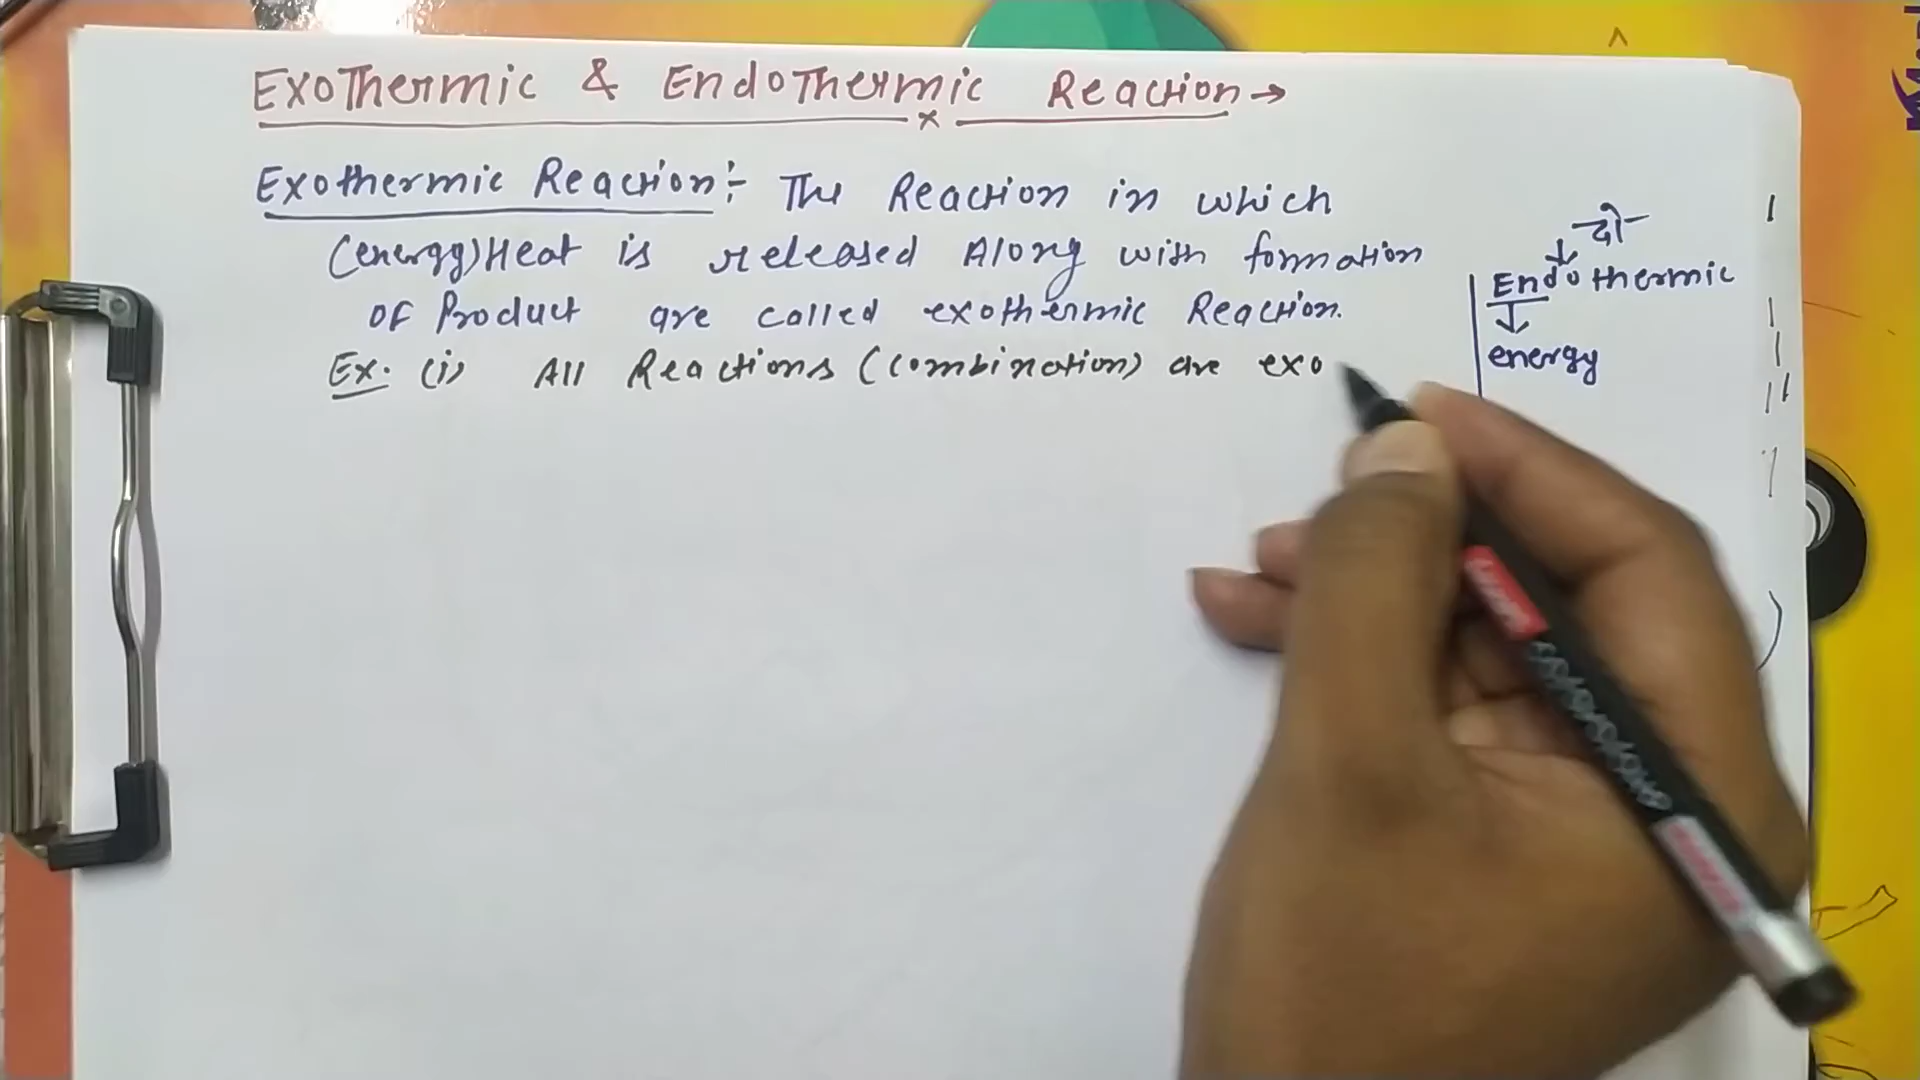 Exothermic & Endothermic Reaction→
Exothermic Reaction:- The Reaction in which
(energy)Heat is released Along with formation
of Product are called exothermic Reaction.
Ex. (i) All Reactions (combination) are exo
दो
Endothermic
energy